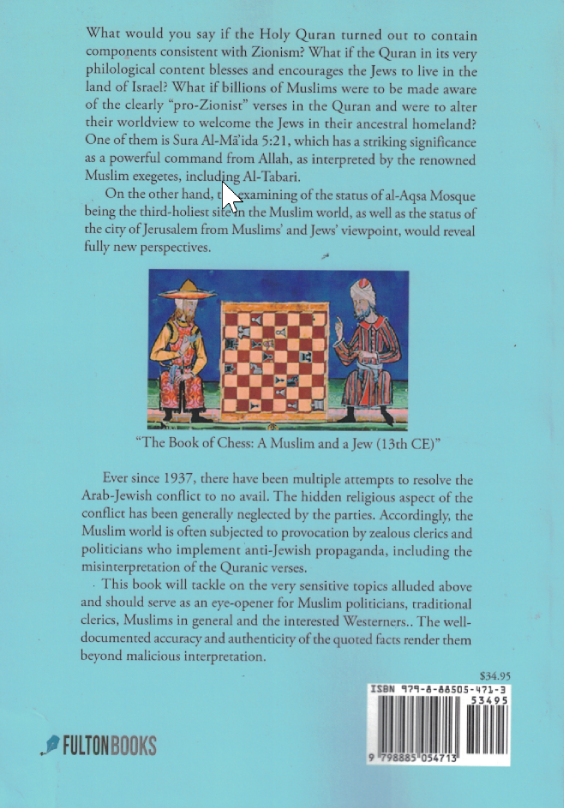 What would you say if the Holy Quran turned out to contain
components consistent with Zionism? What if the Quran in its very
philological content blesses and encourages the Jews to live in the
land of Israel? What if billions of Muslims were to be made aware
of the clearly “pro-Zionist” verses in the Quran and were to alter
their worldview to welcome the Jews in their ancestral homeland?
One of them is Sura Al-Mā’ida 5:21, which has a striking significance
as a powerful command from Allah, as interpreted by the renowned
Muslim exegetes, including Al-Tabari.
On the other hand, examining of the status of al-Aqsa Mosque
being the third-holiest site in the Muslim world, as well as the status of
the city of Jerusalem from Muslims’ and Jews’ viewpoint, would reveal
fully new perspectives.
“The Book of Chess: A Muslim and a Jew (13th CE)”
Ever since 1937, there have been multiple attempts to resolve the
Arab-Jewish conflict to no avail. The hidden religious aspect of the
conflict has been generally neglected by the parties. Accordingly, the
Muslim world is often subjected to provocation by zealous clerics and
politicians who implement anti-Jewish propaganda, including the
misinterpretation of the Quranic verses.
This book will tackle on the very sensitive topics alluded above
and should serve as an eye-opener for Muslim politicians, traditional
clerics, Muslims in general and the interested Westerners.. The well-
documented accuracy and authenticity of the quoted facts render them
beyond malicious interpretation.
$34.95
ISBN 979-8-88505-471-3
53495
9 798885 054713
FULTON BOOKS